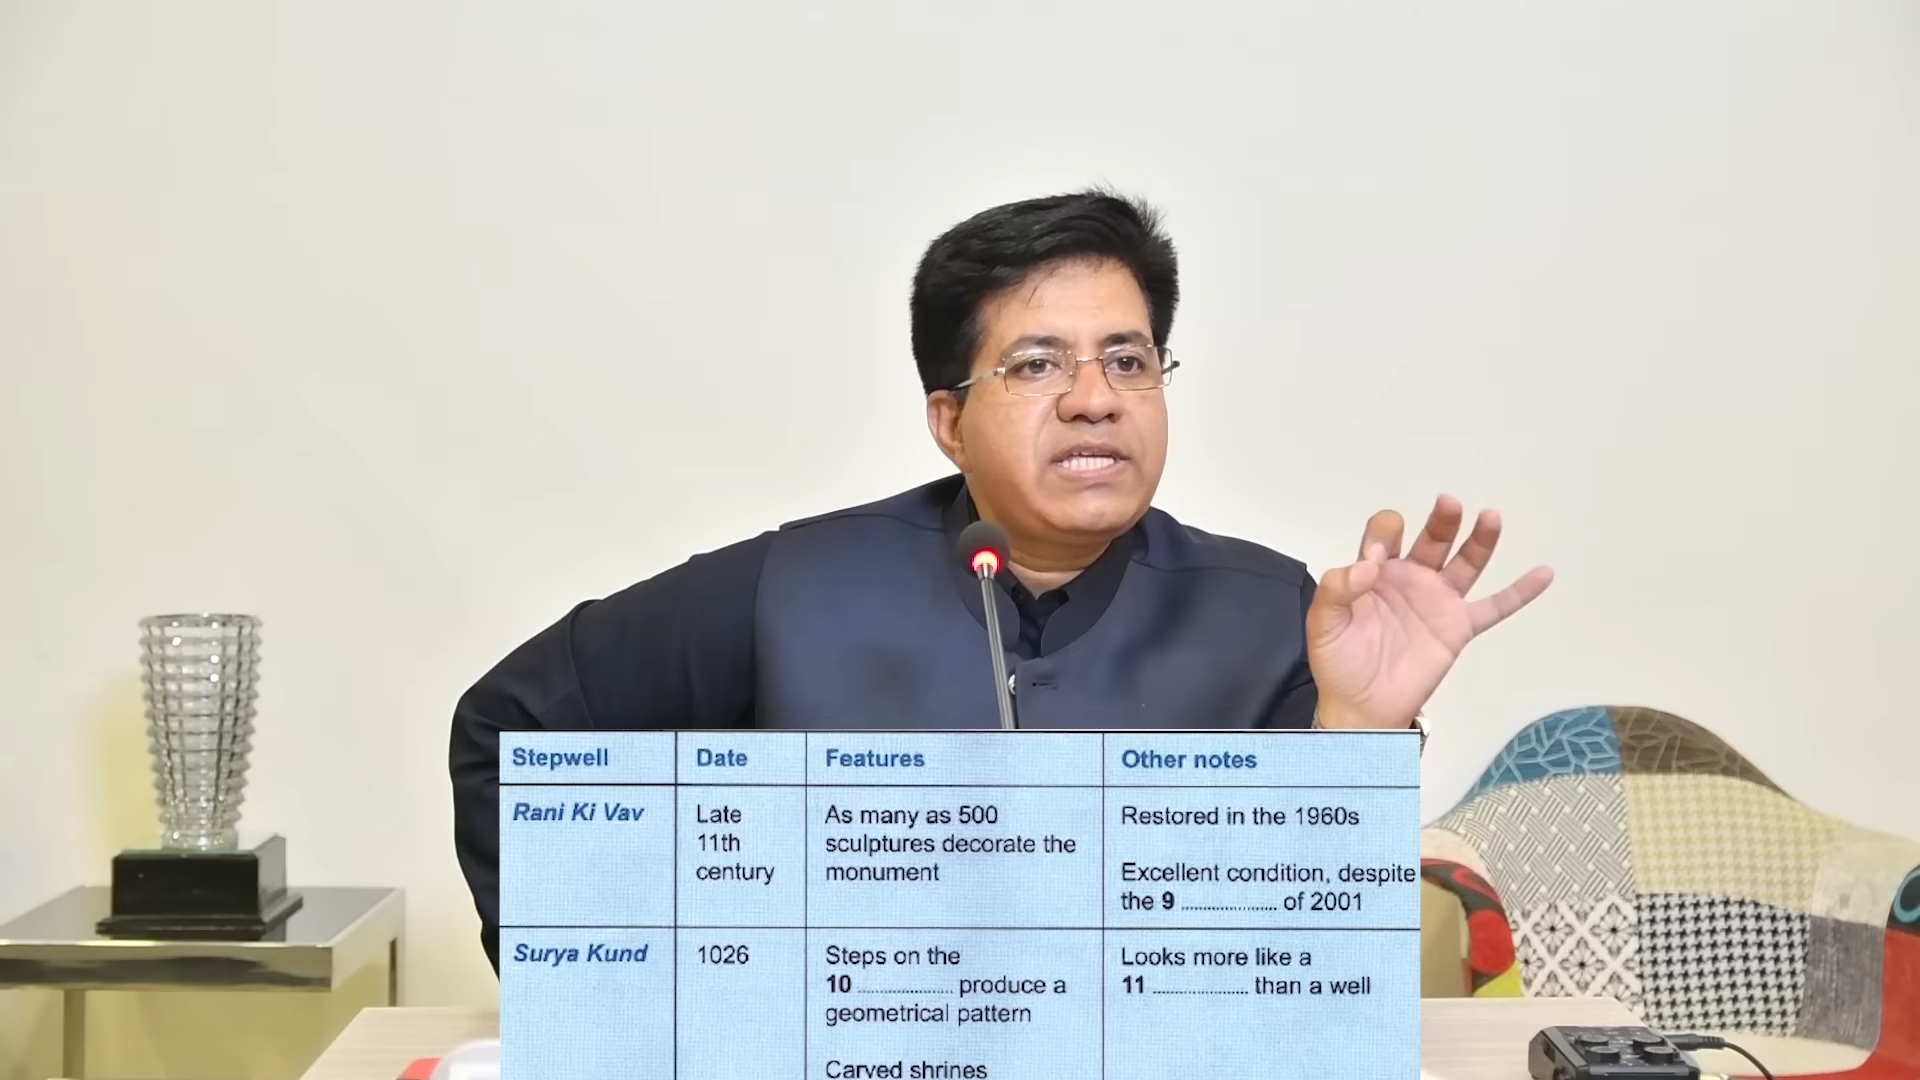 Stepwell Date Features Other notes
Rani Ki Vav Late 11th century As many as 500 sculptures decorate the monument Restored in the 1960s
Excellent condition, despite the 9 .................... of 2001
Surya Kund 1026 Steps on the 10 .................... produce a geometrical pattern Looks more like a 11 .................... than a well
Carved shrines